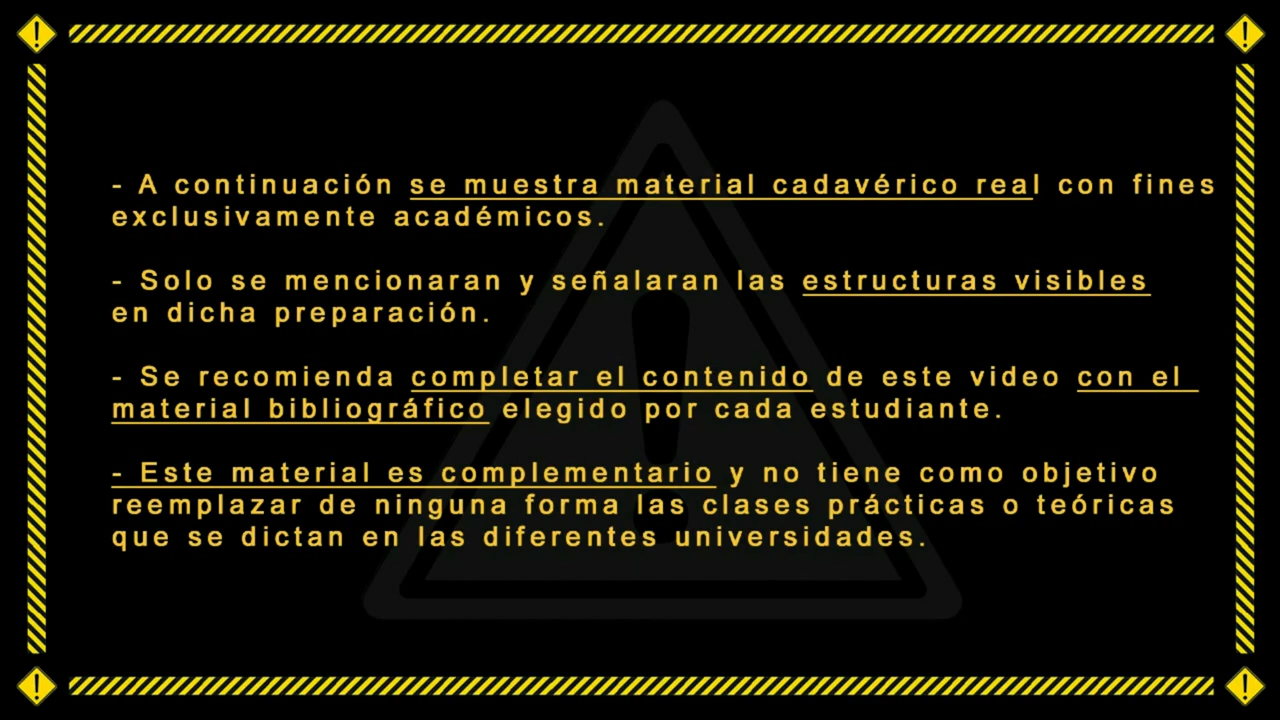 - A continuación se muestra material cadavérico real con fines
exclusivamente académicos.
- Solo se mencionaran y señalaran las estructuras visibles
en dicha preparación.
- Se recomienda completar el contenido de este video con el
material bibliográfico elegido por cada estudiante.
- Este material es complementario y no tiene como objetivo
reemplazar de ninguna forma las clases prácticas o teóricas
que se dictan en las diferentes universidades.